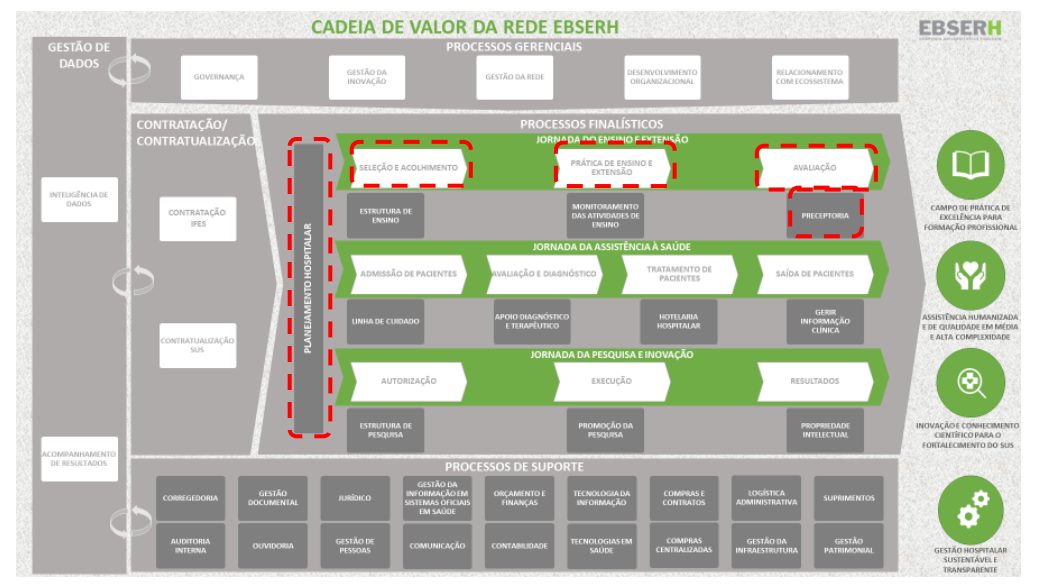 CADEIA DE VALOR DA REDE EBSERH
EBSERH
GESTÃO DE
DADOS
PROCESSOS GERENCIAIS
GOVERNANÇA
GESTÃO DA
INOVAÇÃO
GESTÃO DA REDE
DESENVOLVIMENTO
ORGANIZACIONAL
RELACIONAMENTO
COM ECOSSISTEMA
CONTRATAÇÃO/
CONTRATUALIZAÇÃO
PROCESSOS FINALÍSTICOS
JORNADA DO ENSINO E EXTENSÃO
SELEÇÃO E ACOLHIMENTO
PRÁTICA DE ENSINO E
EXTENSÃO
AVALIAÇÃO
INTELIGÊNCIA DE
DADOS
CONTRATAÇÃO
IFES
PLANEJAMENTO HOSPITALAR
ESTRUTURA DE
ENSINO
MONITORAMENTO
DAS ATIVIDADES DE
ENSINO
PRECEPTORIA
CAMPO DE PRÁTICA DE
EXCELÊNCIA PARA
FORMAÇÃO PROFISSIONAL
JORNADA DA ASSISTÊNCIA À SAÚDE
ADMISSÃO DE PACIENTES
AVALIAÇÃO E DIAGNÓSTICO
TRATAMENTO DE
PACIENTES
SAÍDA DE PACIENTES
CONTRATUALIZAÇÃO
SUS
LINHA DE CUIDADO
APOIO DIAGNÓSTICO
E TERAPÊUTICO
HOTELARIA
HOSPITALAR
GERIR
INFORMAÇÃO
CLÍNICA
ASSISTÊNCIA HUMANIZADA
E DE QUALIDADE EM MÉDIA
E ALTA COMPLEXIDADE
JORNADA DA PESQUISA E INOVAÇÃO
AUTORIZAÇÃO
EXECUÇÃO
RESULTADOS
ESTRUTURA DE
PESQUISA
PROMOÇÃO DA
PESQUISA
PROPRIEDADE
INTELECTUAL
INOVAÇÃO E CONHECIMENTO
CIENTÍFICO PARA O
FORTALECIMENTO DO SUS
ACOMPANHAMENTO
DE RESULTADOS
PROCESSOS DE SUPORTE
CORREGEDORIA
GESTÃO
DOCUMENTAL
JURÍDICO
GESTÃO DA
INFORMAÇÃO EM
SISTEMAS OFICIAIS
EM SAÚDE
ORÇAMENTO E
FINANÇAS
TECNOLOGIA DA
INFORMAÇÃO
COMPRAS E
CONTRATOS
LOGÍSTICA
ADMINISTRATIVA
SUPRIMENTOS
AUDITORIA
INTERNA
OUVIDORIA
GESTÃO DE
PESSOAS
COMUNICAÇÃO
CONTABILIDADE
TECNOLOGIAS EM
SAÚDE
COMPRAS
CENTRALIZADAS
GESTÃO DA
INFRAESTRUTURA
GESTÃO
PATRIMONIAL
GESTÃO HOSPITALAR
SUSTENTÁVEL E
TRANSPARENTE